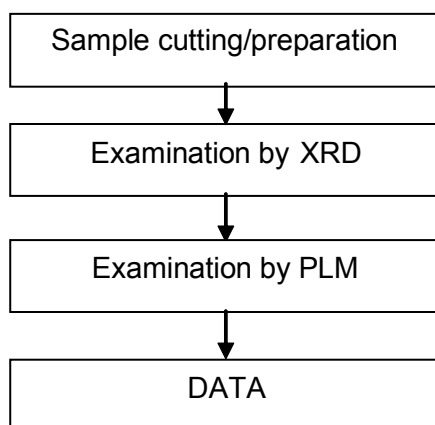 Sample cutting/preparation
Examination by XRD
Examination by PLM
DATA